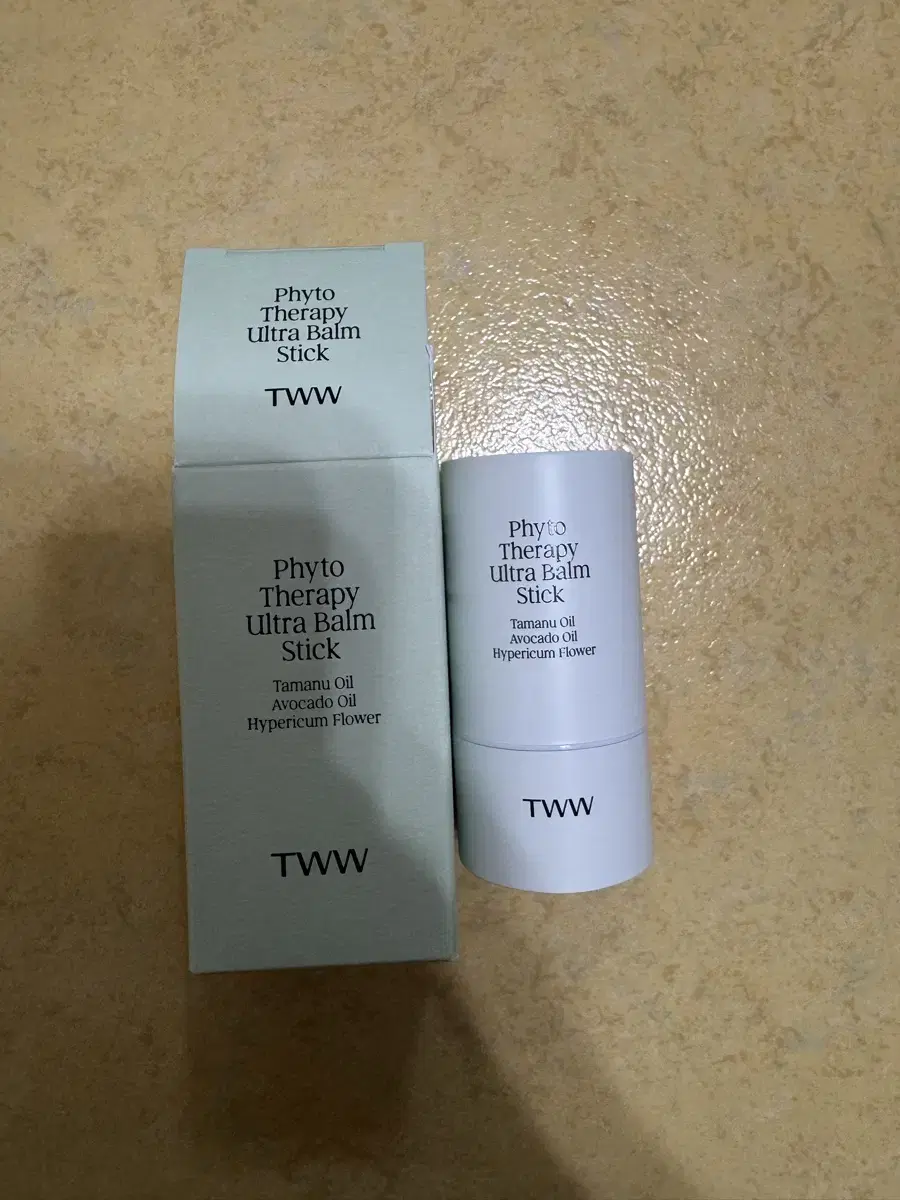 Phyto
Therapy
Ultra Balm
Stick
TWW
Phyto
Therapy
Ultra Balm
Stick
Tamanu Oil
Avocado Oil
Hypericum Flower
TWW
Phyto
Therapy
Ultra Balm
Stick
Tamanu Oil
Avocado Oil
Hypericum Flower
TWW